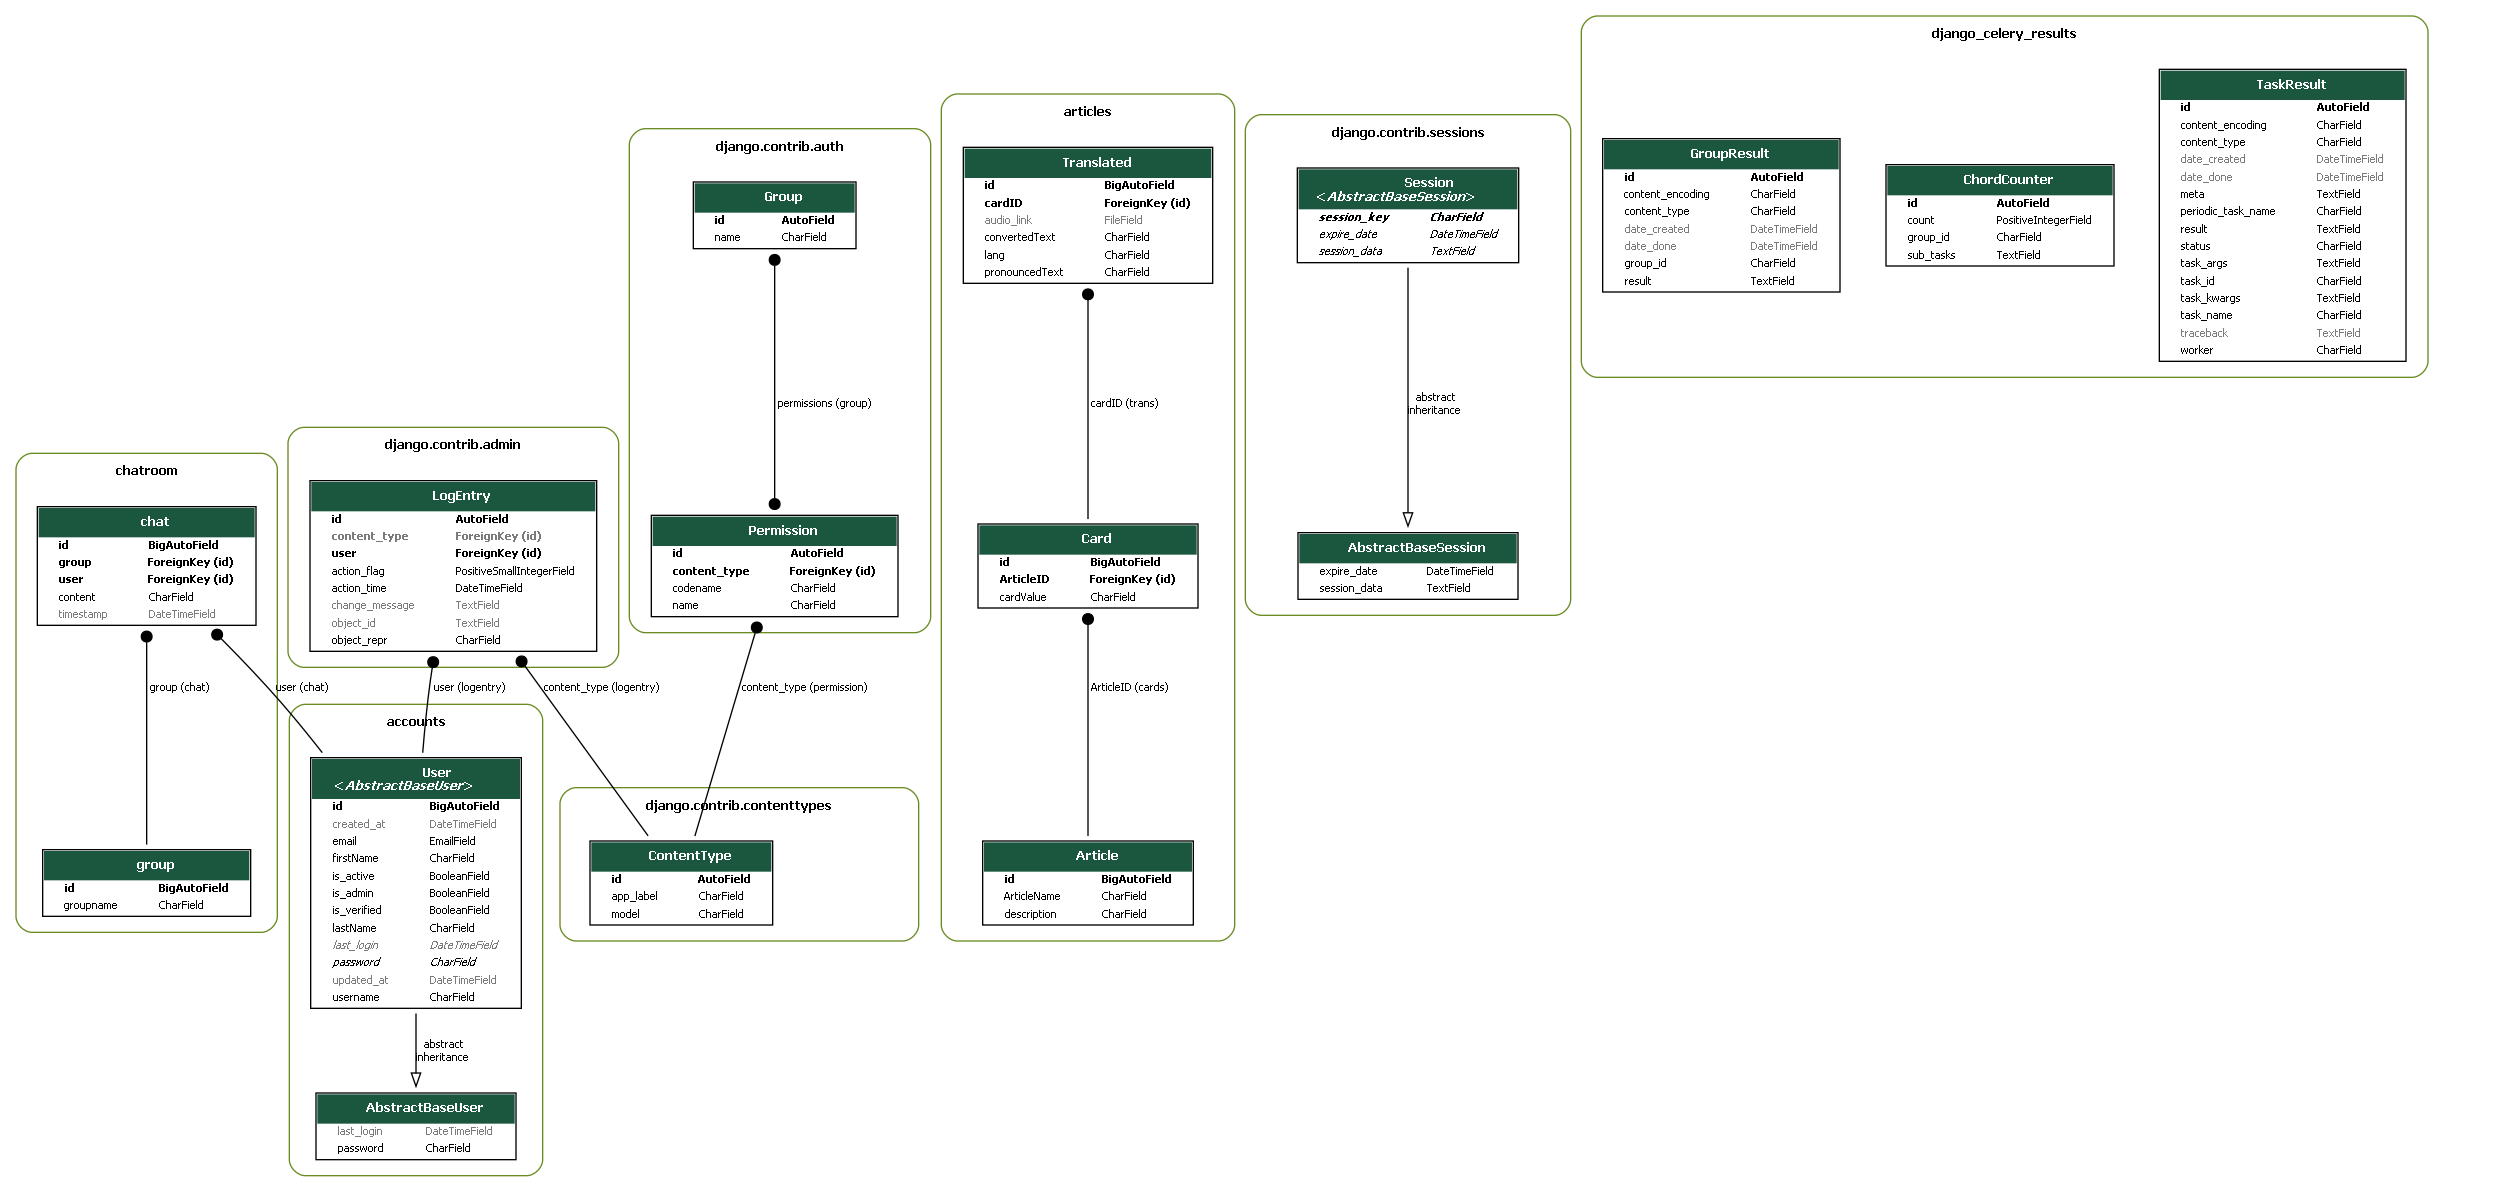 django_celery_results
TaskResult
id AutoField
content_encoding CharField
content_type CharField
date_created DateTimeField
date_done DateTimeField
meta TextField
periodic_task_name CharField
result TextField
status CharField
task_args TextField
task_id CharField
task_kwargs TextField
task_name CharField
traceback TextField
worker CharField
GroupResult
id AutoField
content_encoding CharField
content_type CharField
date_created DateTimeField
date_done DateTimeField
group_id CharField
result TextField
ChordCounter
id AutoField
count PositiveIntegerField
group_id CharField
sub_tasks TextField
articles
Translated
id BigAutoField
cardID ForeignKey (id)
audio_link FileField
convertedText CharField
lang CharField
pronouncedText CharField
cardID (trans)
Card
id BigAutoField
ArticleID ForeignKey (id)
cardValue CharField
ArticleID (cards)
Article
id BigAutoField
ArticleName CharField
description CharField
django.contrib.sessions
Session
<AbstractBaseSession>
session_key CharField
expire_date DateTimeField
session_data TextField
abstract
inheritance
AbstractBaseSession
expire_date DateTimeField
session_data TextField
django.contrib.auth
Group
id AutoField
name CharField
permissions (group)
Permission
id AutoField
content_type ForeignKey (id)
codename CharField
name CharField
content_type (permission)
django.contrib.admin
LogEntry
id AutoField
content_type ForeignKey (id)
user ForeignKey (id)
action_flag PositiveSmallIntegerField
action_time DateTimeField
change_message TextField
object_id TextField
object_repr CharField
user (logentry)
content_type (logentry)
chatroom
chat
id BigAutoField
group ForeignKey (id)
user ForeignKey (id)
content CharField
timestamp DateTimeField
group (chat)
user (chat)
group
id BigAutoField
groupname CharField
accounts
User
<AbstractBaseUser>
id BigAutoField
created_at DateTimeField
email EmailField
firstName CharField
is_active BooleanField
is_admin BooleanField
is_verified BooleanField
lastName CharField
last_login DateTimeField
password CharField
updated_at DateTimeField
username CharField
abstract
inheritance
AbstractBaseUser
last_login DateTimeField
password CharField
django.contrib.contenttypes
ContentType
id AutoField
app_label CharField
model CharField